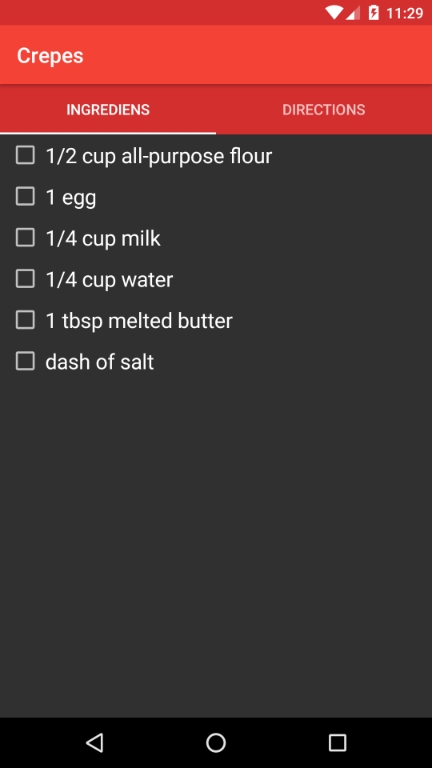 11:29
Crepes
INGREDIENS
DIRECTIONS
1/2 cup all-purpose flour
1 egg
1/4 cup milk
1/4 cup water
1 tbsp melted butter
dash of salt